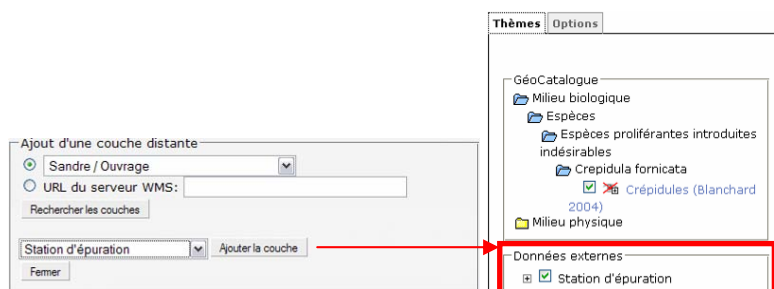 Thèmes Options
GéoCatalogue
Milieu biologique
Espèces
Espèces proliférantes introduites
indésirables
Crepidula fornicata
Crépidules (Blanchard
2004)
Milieu physique
Données externes
Station d'épuration
Ajout d'une couche distante
Sandre / Ouvrage
URL du serveur WMS:
Rechercher les couches
Station d'épuration Ajouter la couche
Fermer